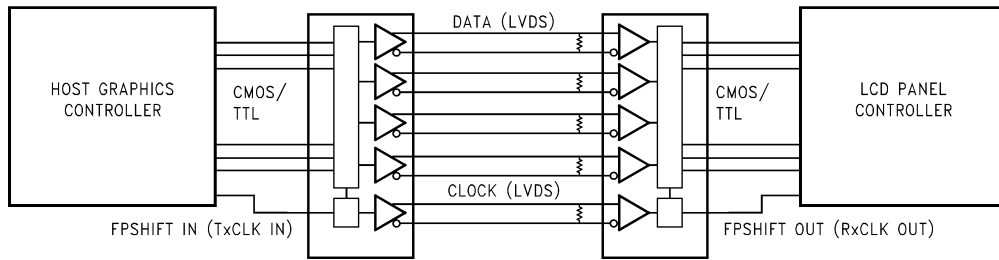 DATA (LVDS)
HOST GRAPHICS
CONTROLLER
CMOS/
TTL
CMOS/
TTL
LCD PANEL
CONTROLLER
CLOCK (LVDS)
FPSHIFT IN (TxCLK IN)
FPSHIFT OUT (RxCLK OUT)